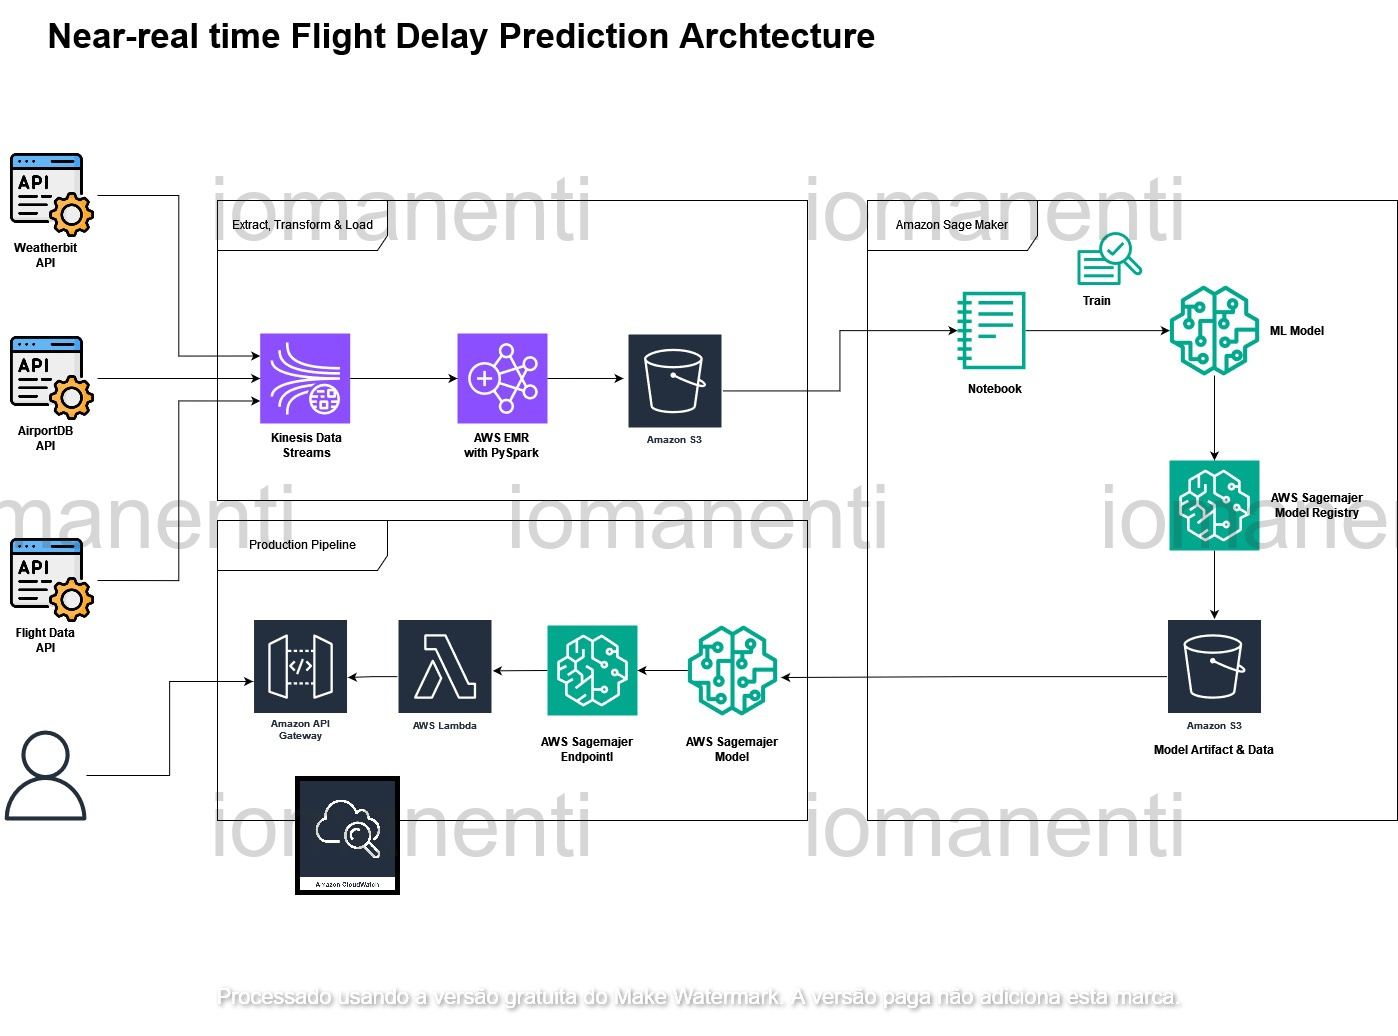 Near-real time Flight Delay Prediction Archtecture
iomanenti
iomanenti
API
Weatherbit
API
Extract, Transform & Load
Amazon Sage Maker
Train
ML Model
Notebook
API
AirportDB
API
Kinesis Data
Streams
AWS EMR
with PySpark
Amazon S3
omanenti
iomanenti
iomane
AWS Sagemajer
Model Registry
Production Pipeline
API
Flight Data
API
</>
Amazon API
Gateway
AWS Lambda
AWS Sagemajer
Endpointl
AWS Sagemajer
Model
Amazon S3
Model Artifact & Data
iomanenti
iomanenti
Amazon CloudWatch
Processado usando a versão gratuita do Make Watermark. A versão paga não adiciona esta marca.